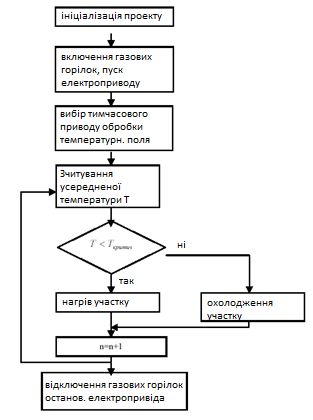 ініціалізація проекту
включення газових
горілок, пуск
електроприводу
вибір тимчасового
приводу обробки
температурн. поля
Зчитування
усередненої
температури Т
T < Tкритич
ні
так
нагрів участку
охолодження
участку
n=n+1
відключення газових горілок
останов. електропривіда